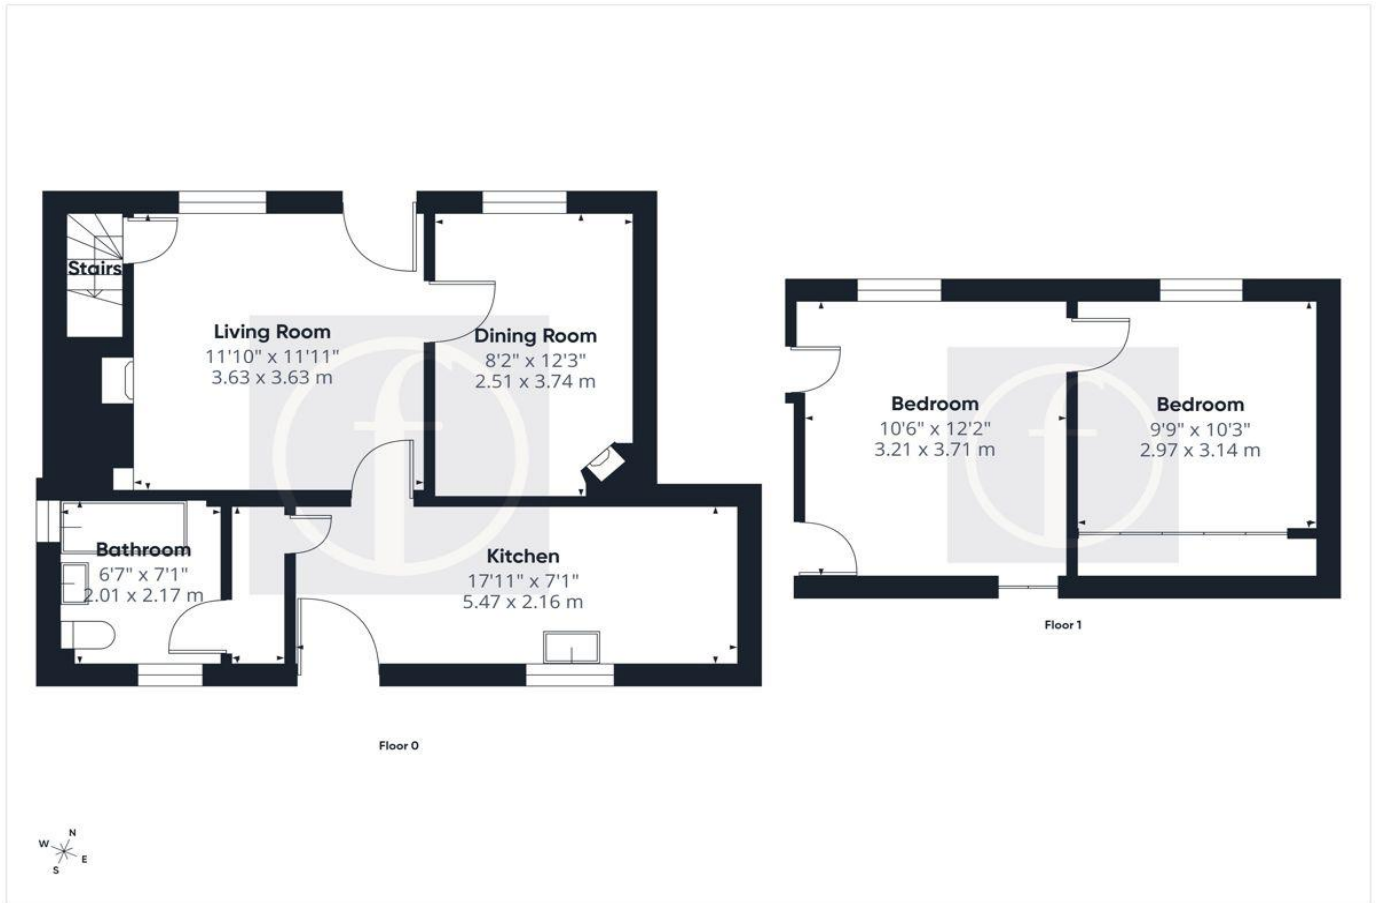 Stairs
Living Room
11'10" x 11'11"
3.63 x 3.63 m
Dining Room
8'2" x 12'3"
2.51 x 3.74 m
Bathroom
6'7" x 7'1"
2.01 x 2.17 m
Kitchen
17'11" x 7'1"
5.47 x 2.16 m
Floor 0
Bedroom
10'6" x 12'2"
3.21 x 3.71 m
Bedroom
9'9" x 10'3"
2.97 x 3.14 m
Floor 1
N
W
E
S
f
f